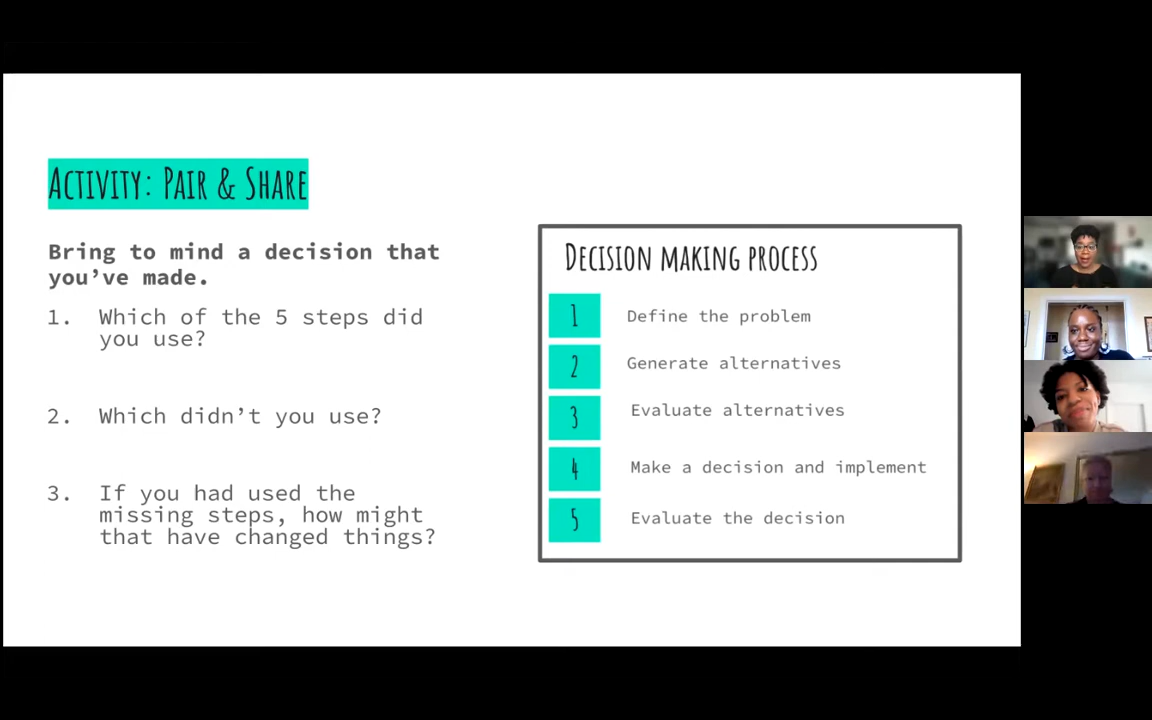 Activity: Pair & Share
Bring to mind a decision that
you’ve made.
1. Which of the 5 steps did
you use?
2. Which didn’t you use?
3. If you had used the
missing steps, how might
that have changed things?
Decision making process
1 Define the problem
2 Generate alternatives
3 Evaluate alternatives
4 Make a decision and implement
5 Evaluate the decision